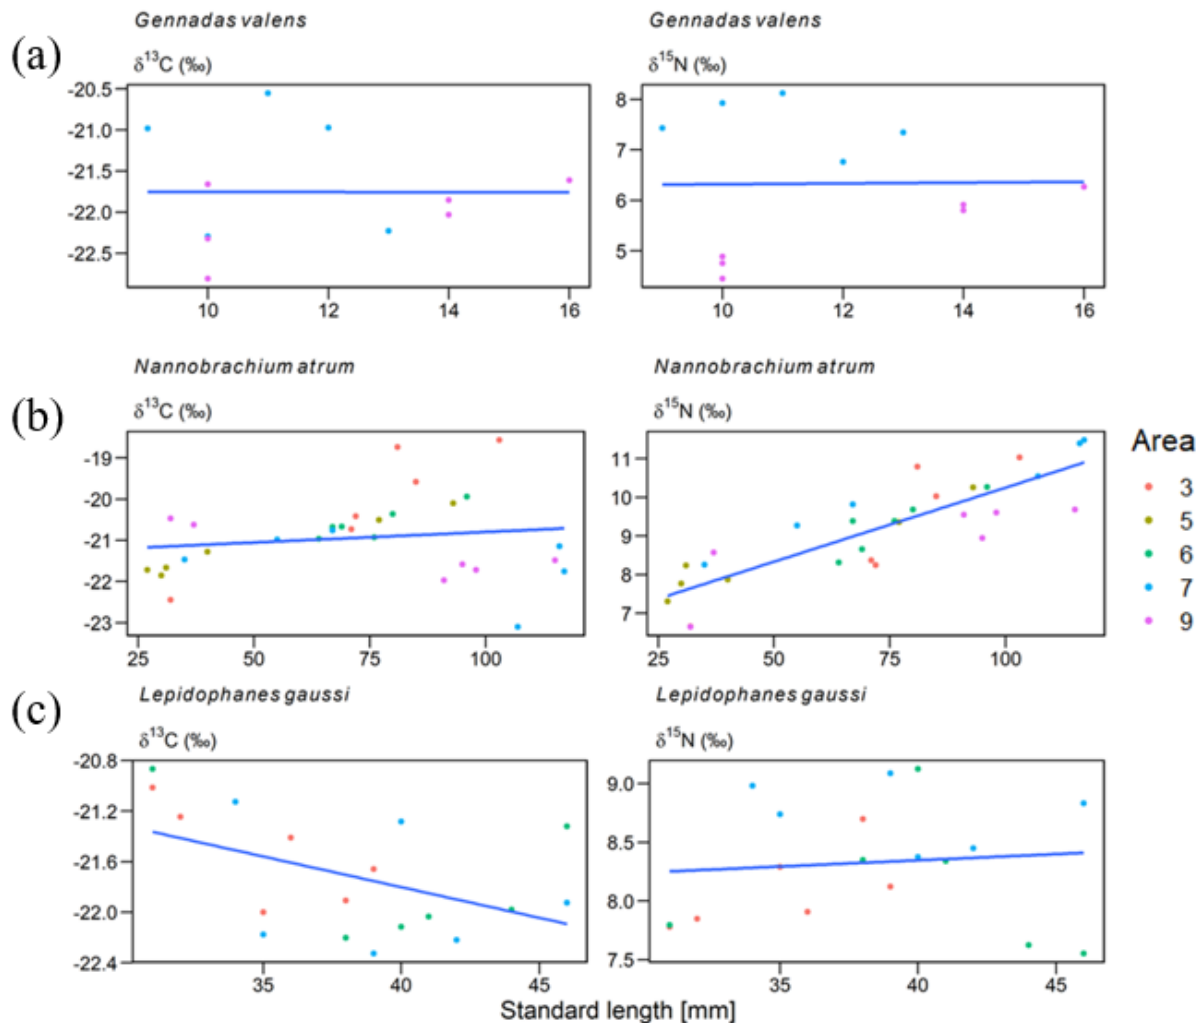 Gennadas valens
Gennadas valens
(a)
δ¹³C (‰)
δ¹⁵N (‰)
-20.5
-21.0
-21.5
-22.0
-22.5
10 12 14 16
8
7
6
5
10 12 14 16
Nannobrachium atrum
Nannobrachium atrum
(b)
δ¹³C (‰)
δ¹⁵N (‰)
-19
-20
-21
-22
-23
25 50 75 100
11
10
9
8
7
25 50 75 100
Area
3
5
6
7
9
Lepidophanes gaussi
Lepidophanes gaussi
(c)
δ¹³C (‰)
δ¹⁵N (‰)
-20.8
-21.2
-21.6
-22.0
-22.4
35 40 45
9.0
8.5
8.0
7.5
35 40 45
Standard length [mm]